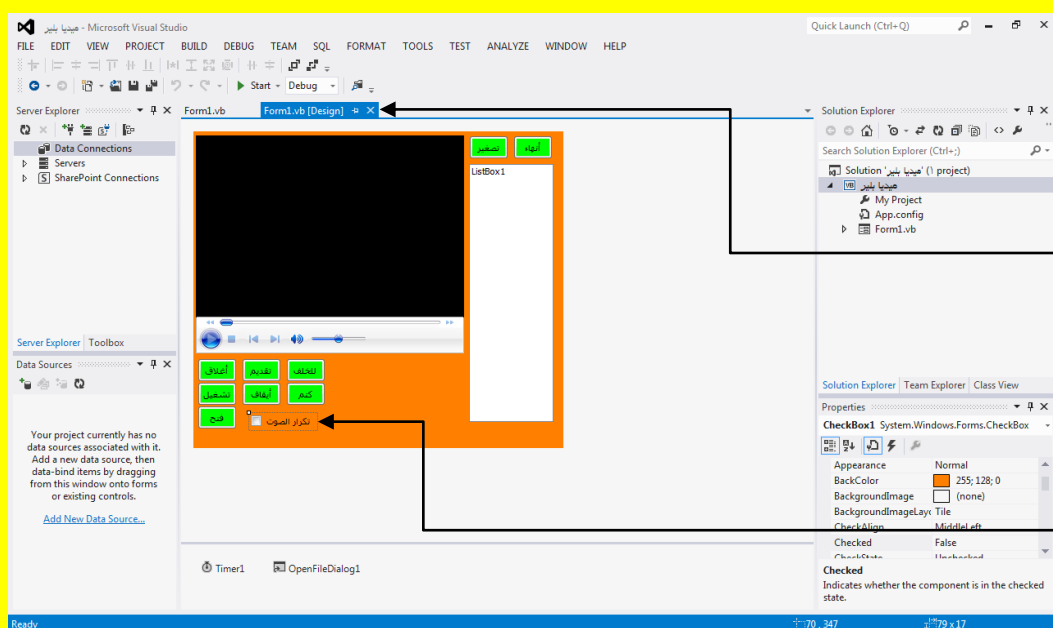 ميديا بلير - Microsoft Visual Studio
Quick Launch (Ctrl+Q)
FILE EDIT VIEW PROJECT BUILD DEBUG TEAM SQL FORMAT TOOLS TEST ANALYZE WINDOW HELP
Start Debug
Server Explorer
Data Connections
Servers
SharePoint Connections
Server Explorer Toolbox
Data Sources
Your project currently has no
data sources associated with it.
Add a new data source, then
data-bind items by dragging
from this window onto forms
or existing controls.
Add New Data Source...
Form1.vb Form1.vb [Design]
تصغير أنهاء
ListBox1
أغلاق تقديم للخلف
تشغيل أيقاف كتم
فتح تكرار الصوت
Timer1 OpenFileDialog1
Solution Explorer
Search Solution Explorer (Ctrl+;)
Solution 'ميديا بلير' (1 project)
VB ميديا بلير
My Project
App.config
Form1.vb
Solution Explorer Team Explorer Class View
Properties
CheckBox1 System.Windows.Forms.CheckBox
Appearance Normal
BackColor 255; 128; 0
BackgroundImage (none)
BackgroundImageLayc Tile
CheckAlign MiddleLeft
Checked False
CheckState Unchecked
Checked
Indicates whether the component is in the checked
state.
Ready 70 , 347 79 x 17